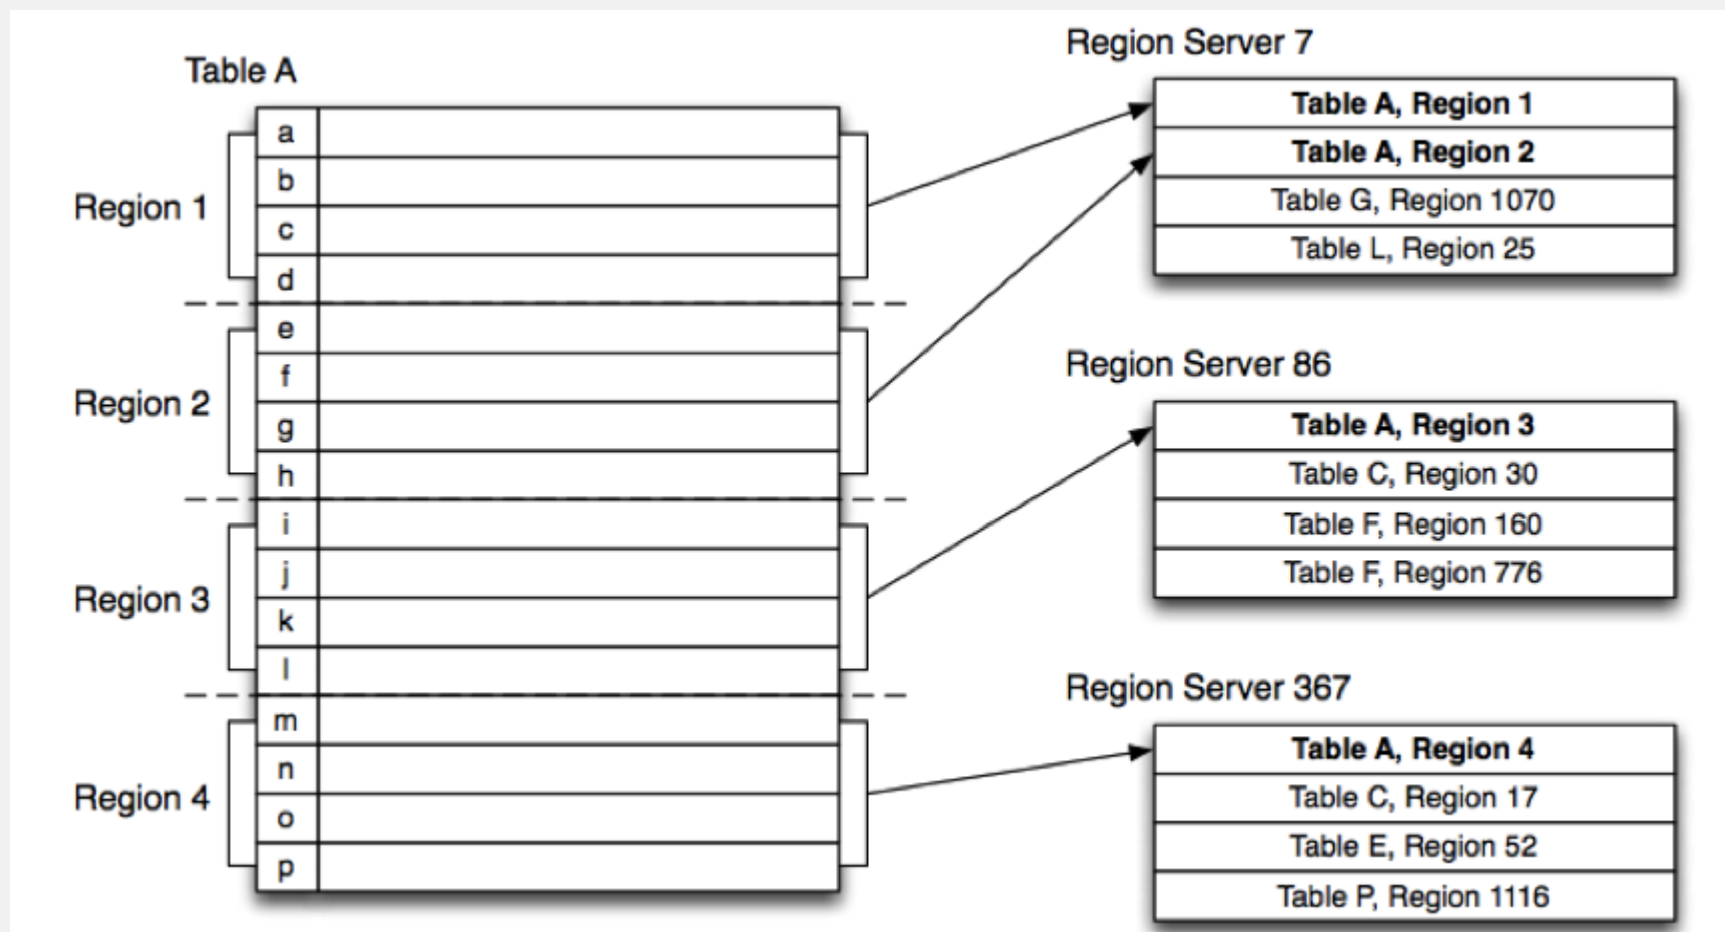 Table A
Region 1
a
b
c
d
Region 2
e
f
g
h
Region 3
i
j
k
l
Region 4
m
n
o
p
Region Server 7
Table A, Region 1
Table A, Region 2
Table G, Region 1070
Table L, Region 25
Region Server 86
Table A, Region 3
Table C, Region 30
Table F, Region 160
Table F, Region 776
Region Server 367
Table A, Region 4
Table C, Region 17
Table E, Region 52
Table P, Region 1116